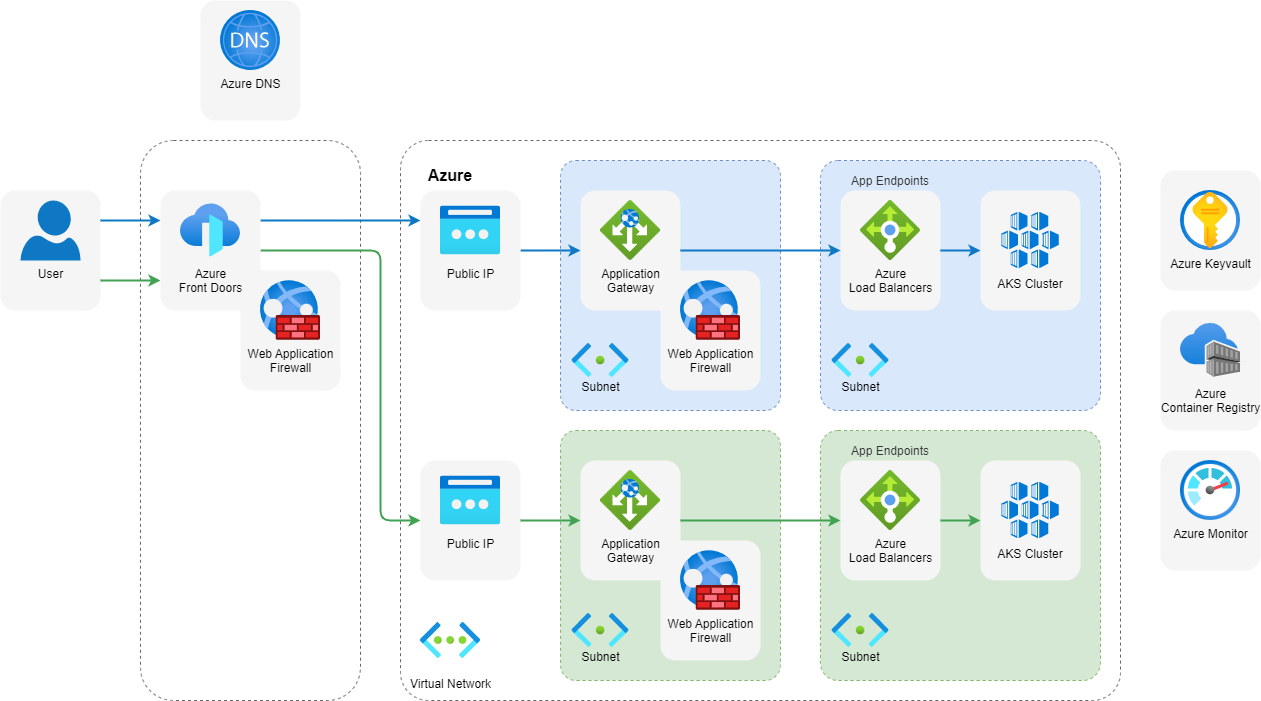 DNS
Azure DNS
Azure
User
Azure
Front Doors
Web Application
Firewall
Public IP
Application
Gateway
Web Application
Firewall
Subnet
App Endpoints
Azure
Load Balancers
AKS Cluster
Subnet
Public IP
Application
Gateway
Web Application
Firewall
Subnet
App Endpoints
Azure
Load Balancers
AKS Cluster
Subnet
Virtual Network
Azure Keyvault
Azure
Container Registry
Azure Monitor